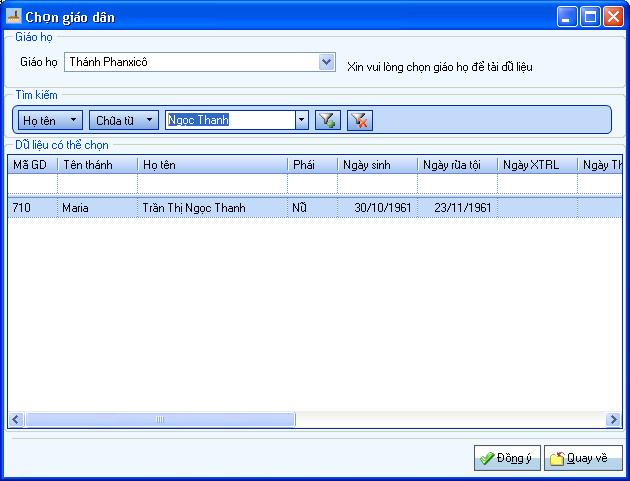 Chọn giáo dân
Giáo họ
Giáo họ Thánh Phanxicô Xin vui lòng chọn giáo họ để tải dữ liệu
Tìm kiếm
Họ tên Chứa từ Ngọc Thanh
Dữ liệu có thể chọn
Mã GD Tên thánh Họ tên Phái Ngày sinh Ngày rửa tội Ngày XTRL Ngày Th
710 Maria Trần Thị Ngọc Thanh Nữ 30/10/1961 23/11/1961
Đồng ý Quay về